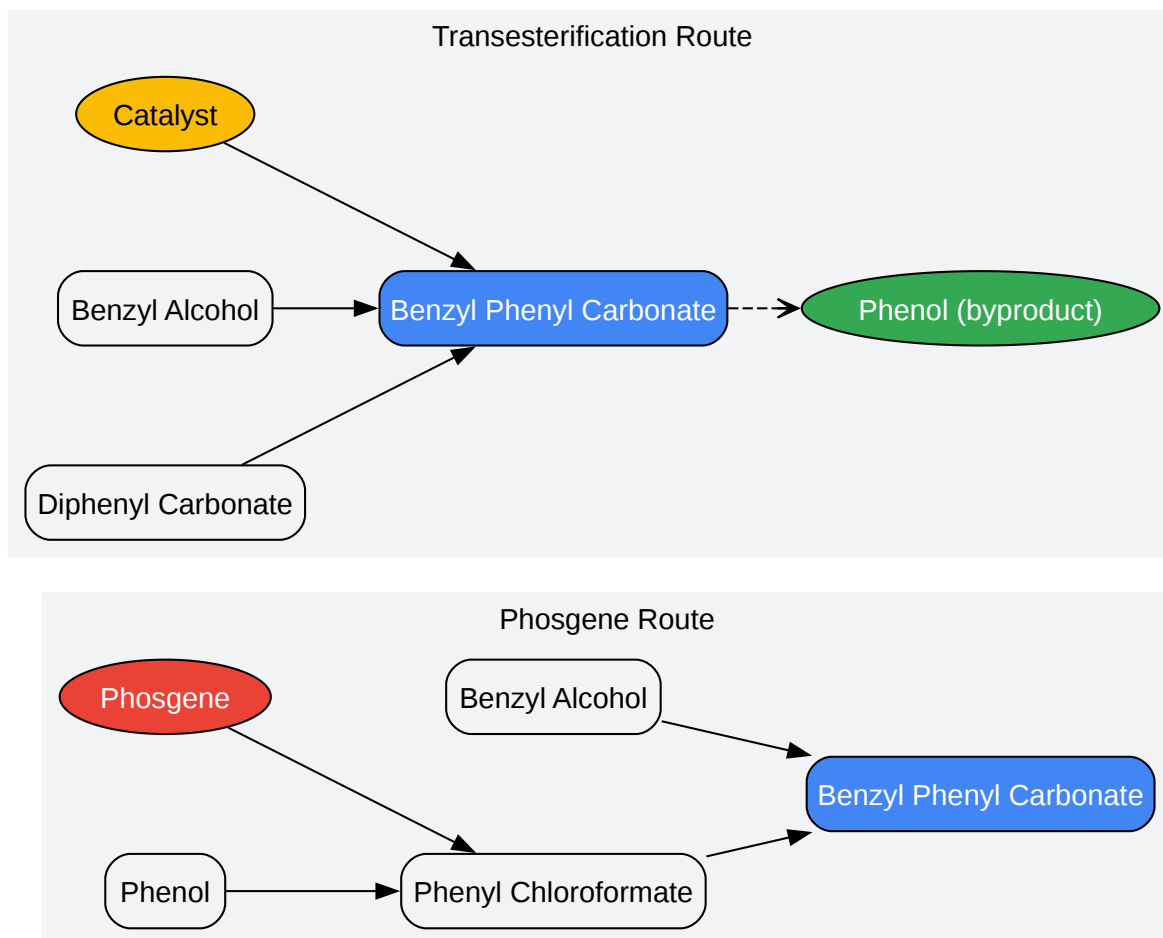 Transesterification Route
Catalyst
Benzyl Alcohol
Benzyl Phenyl Carbonate
Phenol (byproduct)
Diphenyl Carbonate
Phosgene Route
Phosgene
Benzyl Alcohol
Benzyl Phenyl Carbonate
Phenol
Phenyl Chloroformate